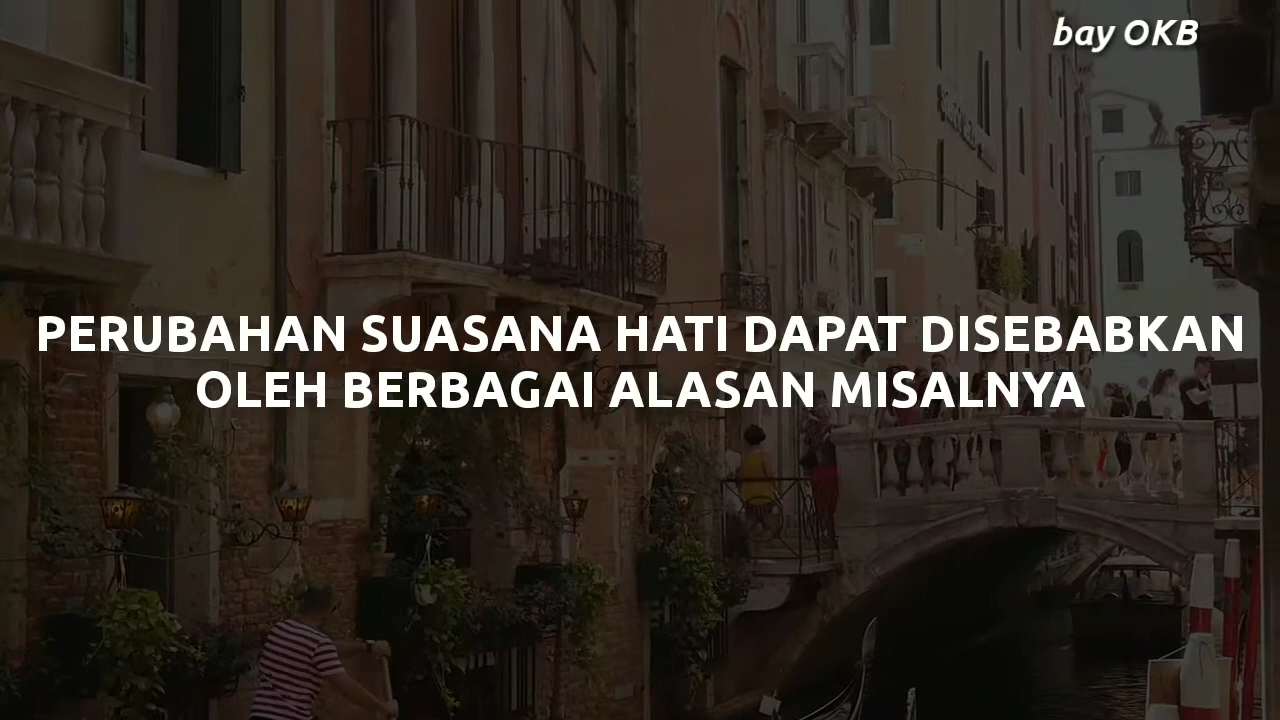 bay OKB
PERUBAHAN SUASANA HATI DAPAT DISEBABKAN
OLEH BERBAGAI ALASAN MISALNYA